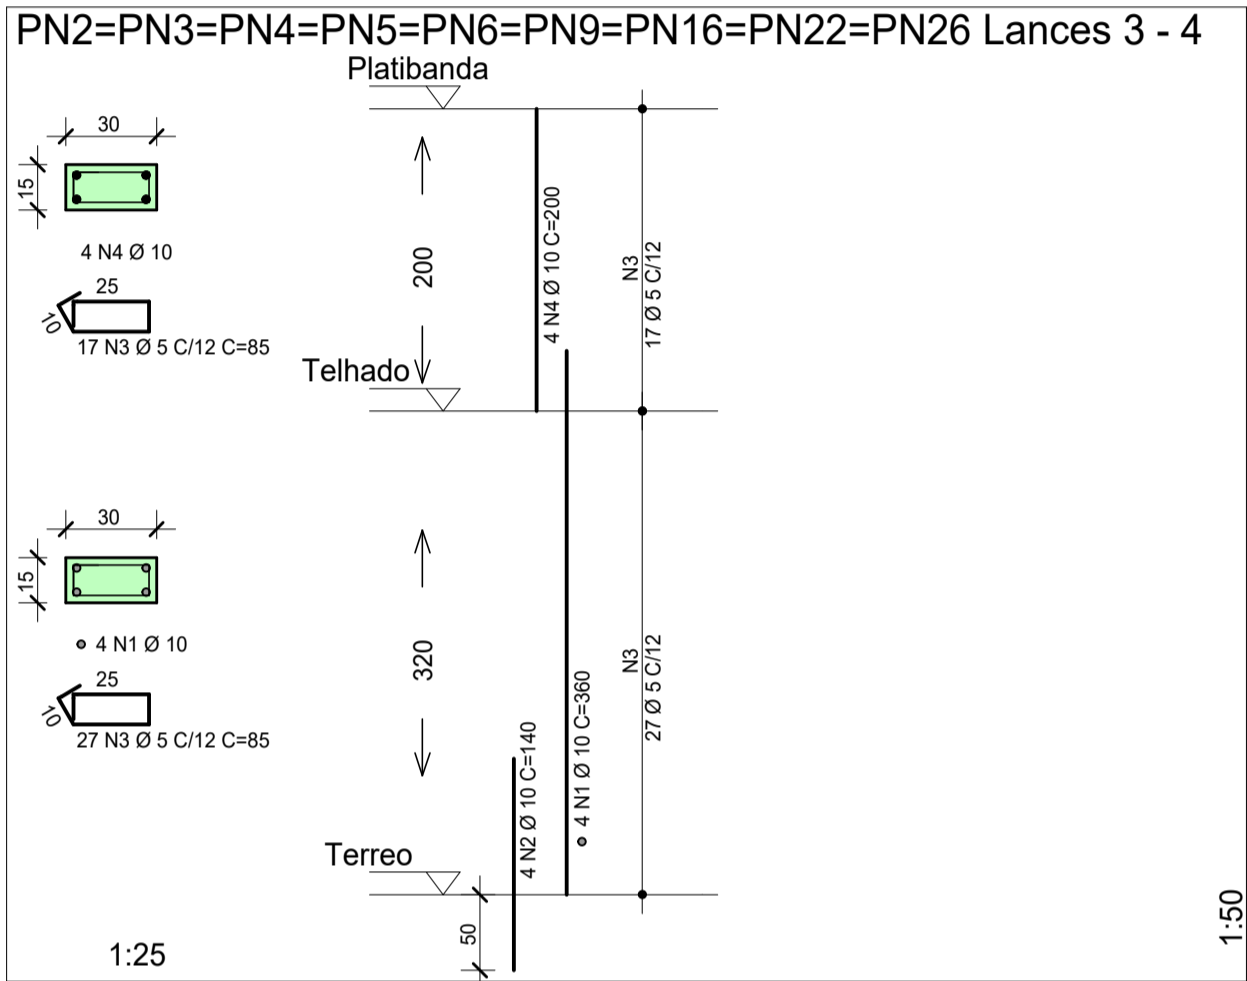 PN2=PN3=PN4=PN5=PN6=PN9=PN16=PN22=PN26 Lances 3 - 4
Platibanda
30
15
4 N4 Ø 10
25
10
17 N3 Ø 5 C/12 C=85
200
4 N4 Ø 10 C=200
N3
17 Ø 5 C/12
Telhado
30
15
4 N1 Ø 10
25
10
27 N3 Ø 5 C/12 C=85
320
4 N2 Ø 10 C=140
4 N1 Ø 10 C=360
N3
27 Ø 5 C/12
Terreo
50
1:25
1:50